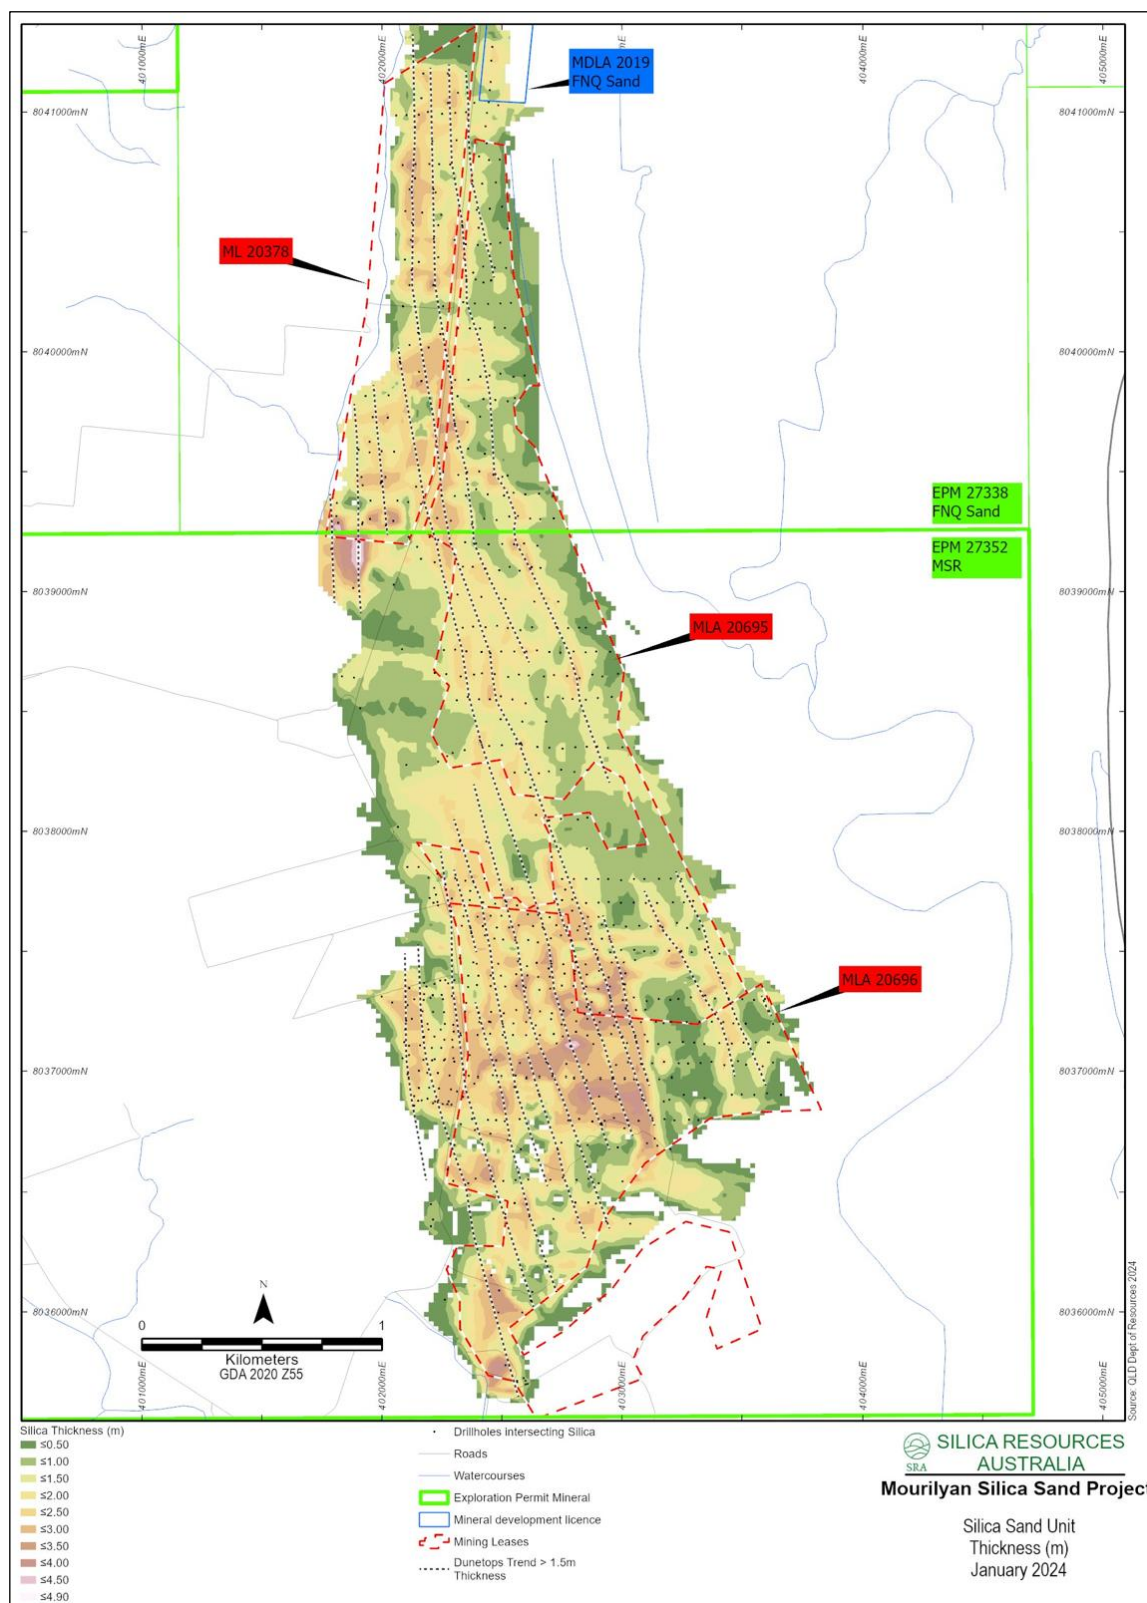 401000mE
402000mE
404000mE
405000mE
MDLA 2019
FNQ Sand
8041000mN
8041000mN
ML 20378
8040000mN
8040000mN
EPM 27338
FNQ Sand
EPM 27352
MSR
8039000mN
8039000mN
MLA 20695
8038000mN
8038000mN
MLA 20696
8037000mN
8037000mN
N
8036000mN
8036000mN
0
1
Kilometers
GDA 2020 Z55
401000mE
402000mE
403000mE
404000mE
405000mE
Source: QLD Dept of Resources 2024
Silica Thickness (m)
≤0.50
≤1.00
≤1.50
≤2.00
≤2.50
≤3.00
≤3.50
≤4.00
≤4.50
≤4.90
Drillholes intersecting Silica
Roads
Watercourses
Exploration Permit Mineral
Mineral development licence
Mining Leases
Dunetops Trend > 1.5m
Thickness
SRA
SILICA RESOURCES
AUSTRALIA
Mourilyan Silica Sand Project
Silica Sand Unit
Thickness (m)
January 2024